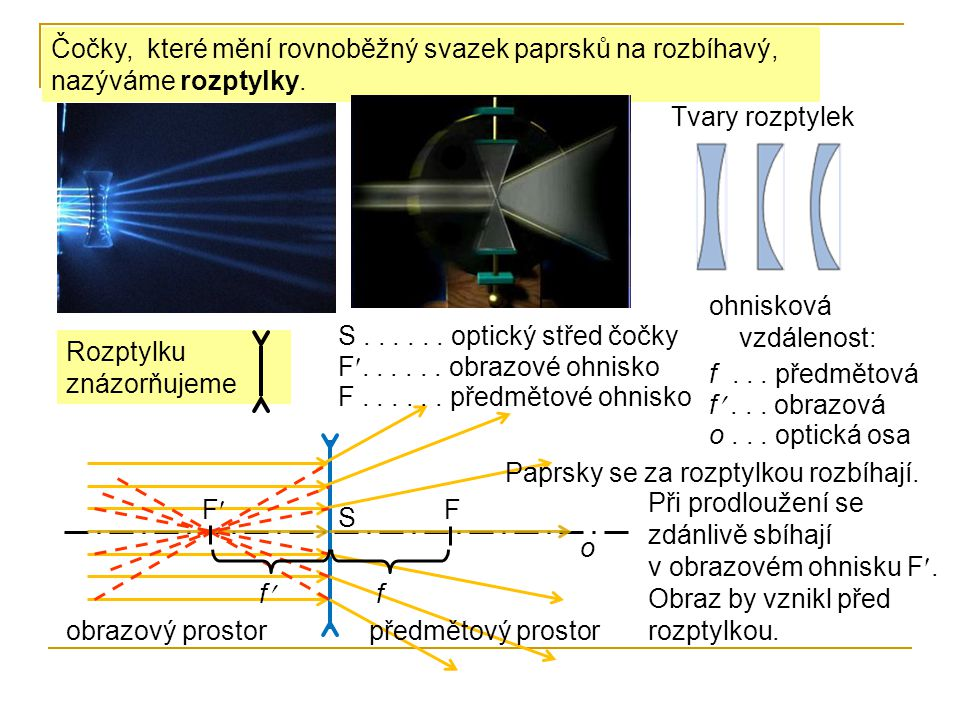 Čočky, které mění rovnoběžný svazek paprsků na rozbíhavý,
nazýváme rozptylky.
Tvary rozptylek
Rozptylku
znázorňujeme
S . . . . . . optický střed čočky
F′. . . . . . obrazové ohnisko
F . . . . . . předmětové ohnisko
ohnisková
vzdálenost:
f . . . předmětová
f′. . . obrazová
o . . . optická osa
Paprsky se za rozptylkou rozbíhají.
Při prodloužení se
zdánlivě sbíhají
v obrazovém ohnisku F′.
Obraz by vznikl před
rozptylkou.
F′
S
F
o
f′
f
obrazový prostor
předmětový prostor